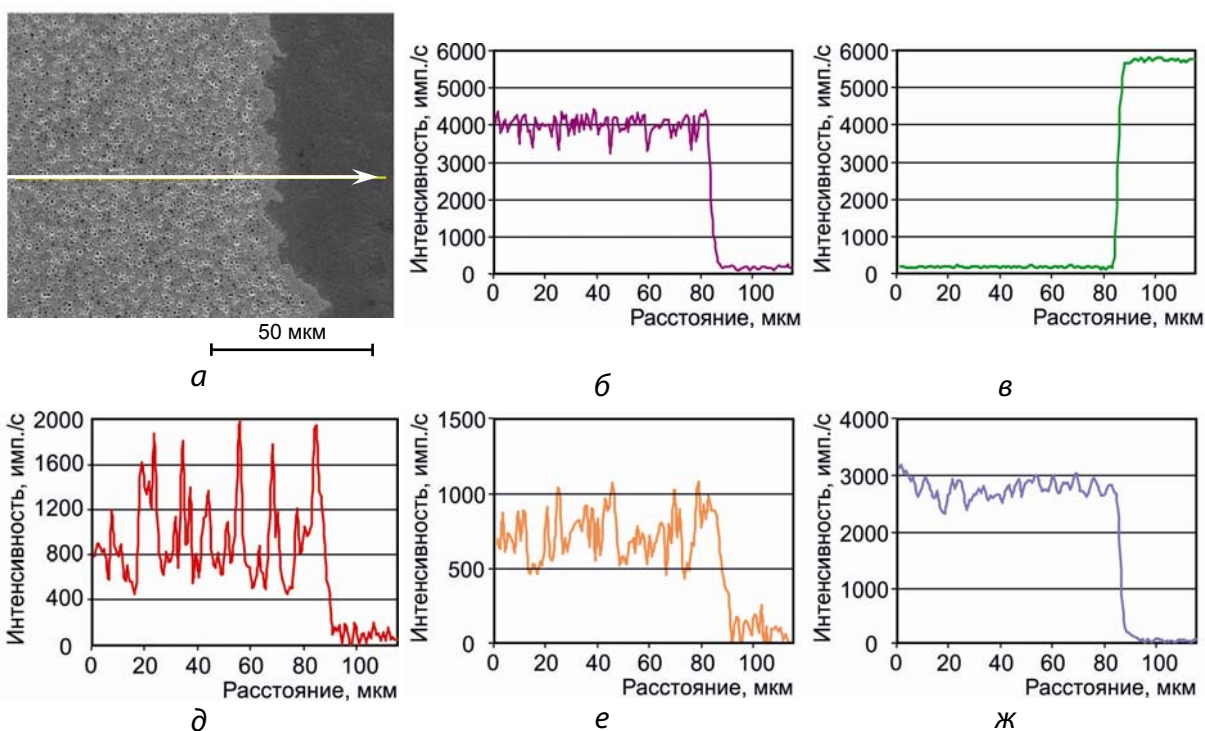 50 мкм
а
Интенсивность, имп./с
6000
5000
4000
3000
2000
1000
0
0 20 40 60 80 100
Расстояние, мкм
б
Интенсивность, имп./с
6000
5000
4000
3000
2000
1000
0
0 20 40 60 80 100
Расстояние, мкм
в
Интенсивность, имп./с
2000
1600
1200
800
400
0
0 20 40 60 80 100
Расстояние, мкм
д
Интенсивность, имп./с
1500
1000
500
0
0 20 40 60 80 100
Расстояние, мкм
е
Интенсивность, имп./с
4000
3000
2000
1000
0
0 20 40 60 80 100
Расстояние, мкм
ж